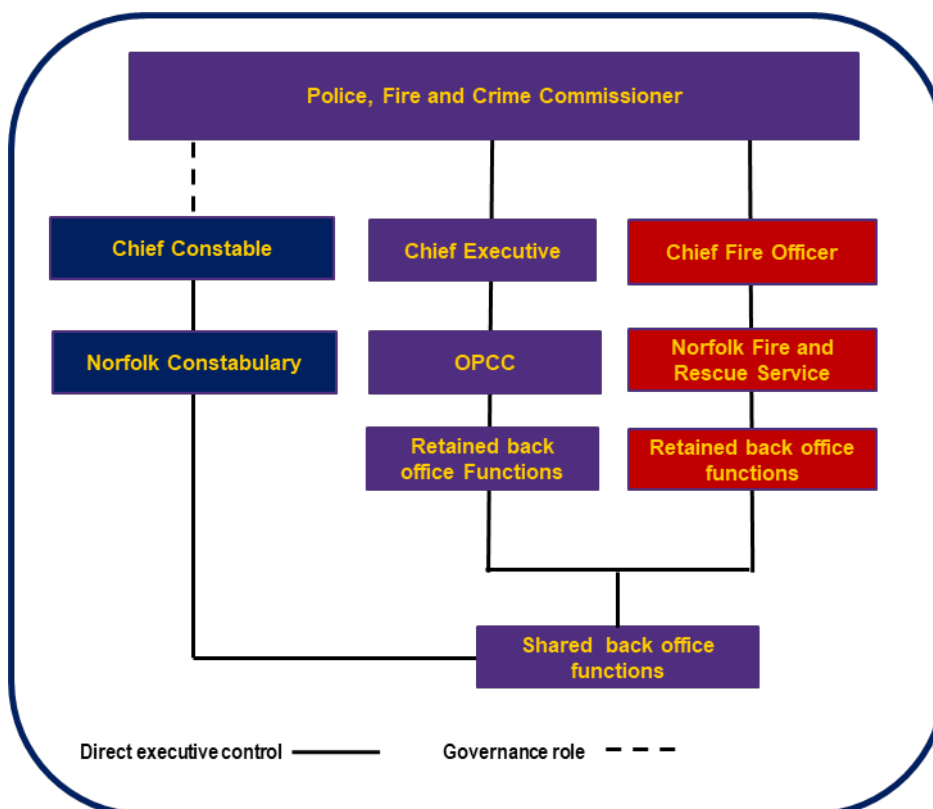 Police, Fire and Crime Commissioner
Chief Constable
Chief Executive
Chief Fire Officer
Norfolk Constabulary
OPCC
Norfolk Fire and
Rescue Service
Retained back
office Functions
Retained back office
functions
Shared back office
functions
Direct executive control
Governance role